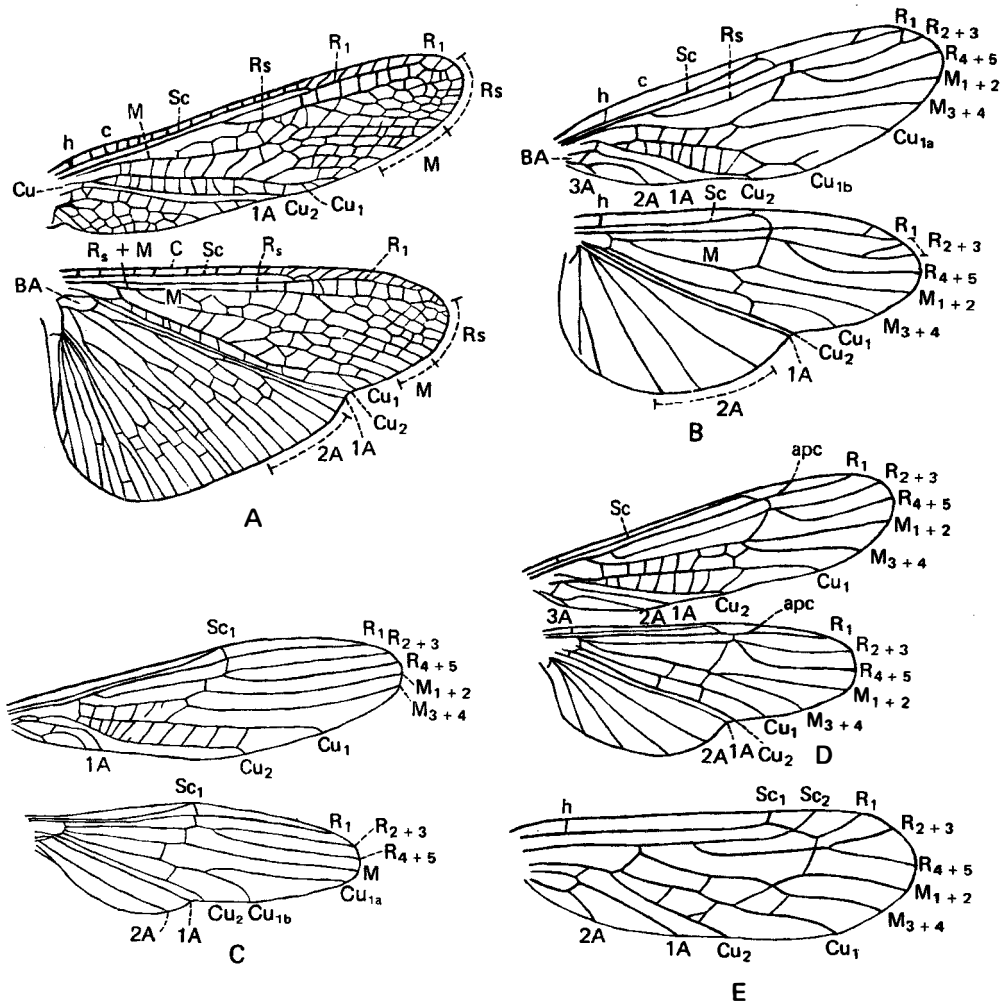 R₁ R₁
Rs Rs
Sc
M
c
h
Cu
M
1A Cu₂ Cu₁
Rₛ + M C Sc Rₛ R₁
BA M
Rs
M
Cu₁
Cu₂
1A
2A
A
R₁
R₂₊₃
R₄₊₅
M₁₊₂
M₃₊₄
Cu₁ₐ
Cu₁b
Rs
Sc
c
h
BA
3A 2A 1A Cu₂
h Sc
R₁
R₂₊₃
M
R₄₊₅
M₁₊₂
M₃₊₄
Cu₁
Cu₂
1A
2A
B
Sc₁ R₁ R₂₊₃
R₄₊₅
M₁₊₂
M₃₊₄
Cu₁
Cu₂
1A
Sc₁
R₁
R₂₊₃
R₄₊₅
M
Cu₁ₐ
Cu₂ Cu₁b
2A 1A
C
apc R₁
R₂₊₃
Sc
R₄₊₅
M₁₊₂
M₃₊₄
Cu₁
3A 2A 1A Cu₂
apc
R₁
R₂₊₃
R₄₊₅
M₁₊₂
M₃₊₄
Cu₁
2A 1A Cu₂
D
h Sc₁ Sc₂ R₁
R₂₊₃
R₄₊₅
M₁₊₂
M₃₊₄
Cu₁
2A 1A Cu₂
E